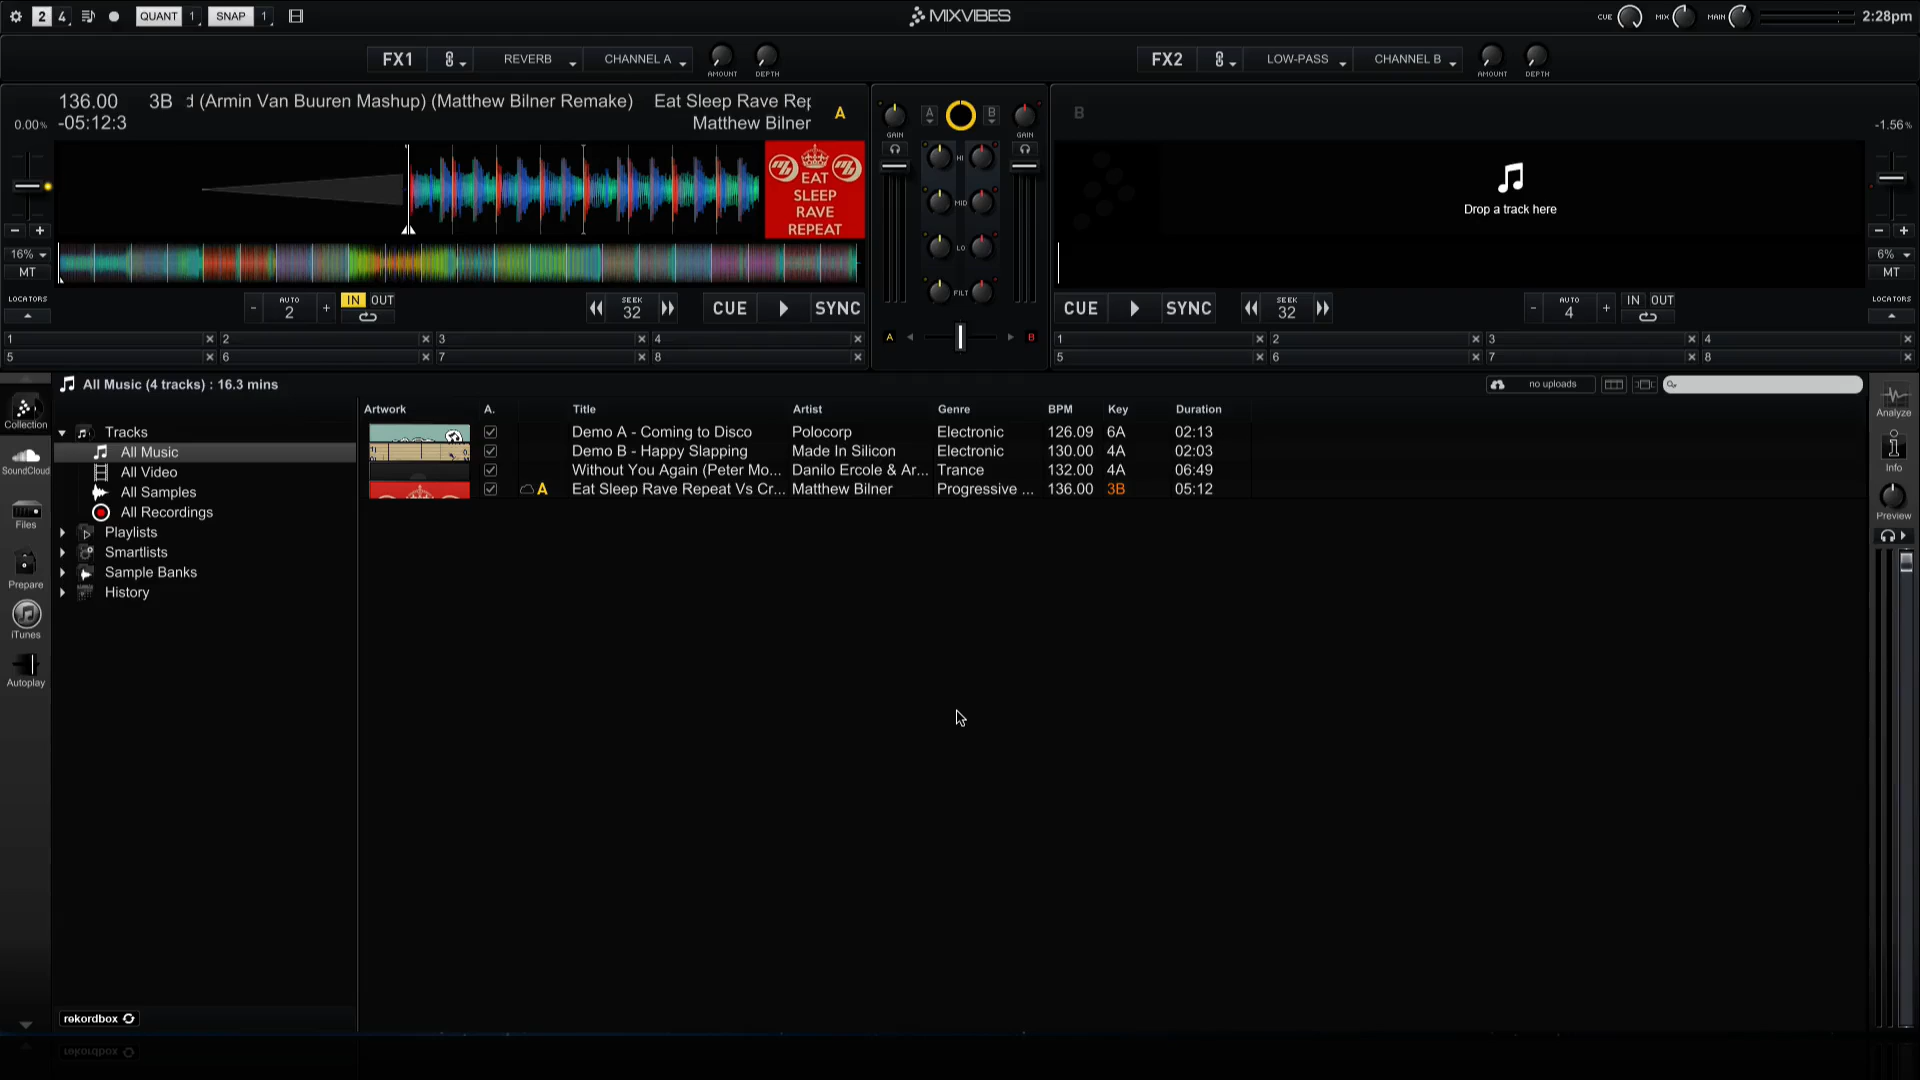 2 4 QUANT 1 SNAP 1 MIXVIBES CUE MIX MAIN 2:28pm
FX1 REVERB CHANNEL A AMOUNT DEPTH FX2 LOW-PASS CHANNEL B AMOUNT DEPTH
136.00 3B d (Armin Van Buuren Mashup) (Matthew Bilner Remake) Eat Sleep Rave Rep A
0.00% -05:12:3 Matthew Bilner
GAIN A B GAIN
B -1.56%
EAT
SLEEP
RAVE
REPEAT
HI
MID
LO
FILT
Drop a track here
- +
16%
MT
- +
6%
MT
LOCATORS - AUTO 2 + IN OUT SEEK 32 CUE SYNC
CUE SYNC SEEK 32 - AUTO 4 + IN OUT LOCATORS
A B
1 2 3 4
5 6 7 8
1 2 3 4
5 6 7 8
All Music (4 tracks) : 16.3 mins no uploads
Collection
SoundCloud
Files
Prepare
iTunes
Autoplay
Tracks
All Music
All Video
All Samples
All Recordings
Playlists
Smartlists
Sample Banks
History
Artwork A. Title Artist Genre BPM Key Duration
Demo A - Coming to Disco Polocorp Electronic 126.09 6A 02:13
Demo B - Happy Slapping Made In Silicon Electronic 130.00 4A 02:03
Without You Again (Peter Mo... Danilo Ercole & Ar... Trance 132.00 4A 06:49
A Eat Sleep Rave Repeat Vs Cr... Matthew Bilner Progressive ... 136.00 3B 05:12
Analyze
Info
Preview
rekordbox